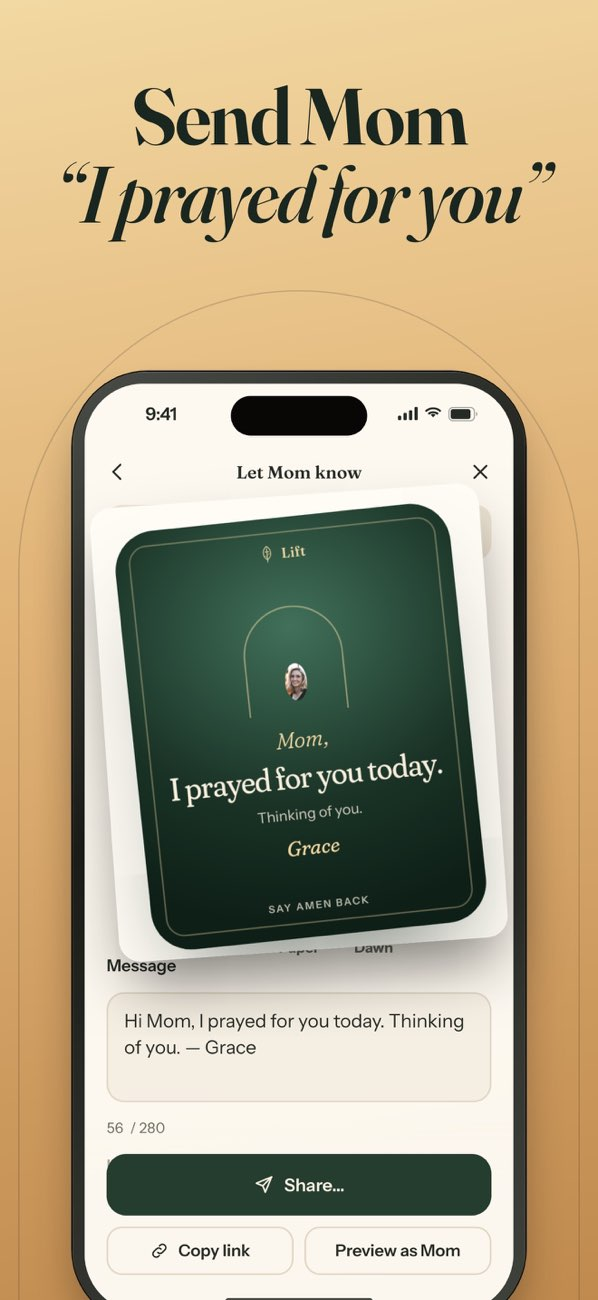 Send Mom
“I prayed for you”
9:41
Let Mom know
Lift
Mom,
I prayed for you today.
Thinking of you.
Grace
SAY AMEN BACK
Dawn
Message
Hi Mom, I prayed for you today. Thinking
of you. — Grace
56 / 280
Share...
Copy link
Preview as Mom